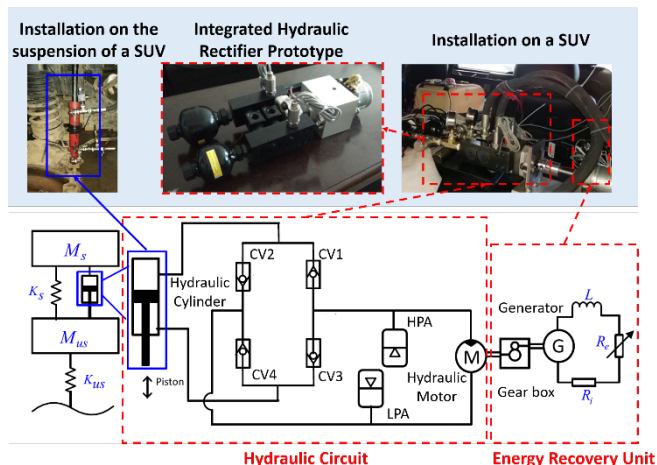 Installation on the
suspension of a SUV
Integrated Hydraulic
Rectifier Prototype
Installation on a SUV
Ms
Ks
Mus
Kus
Hydraulic
Cylinder
Piston
CV2
CV1
CV4
CV3
HPA
LPA
M
Hydraulic
Motor
Generator
G
Gear box
L
Re
Ri
Hydraulic Circuit
Energy Recovery Unit